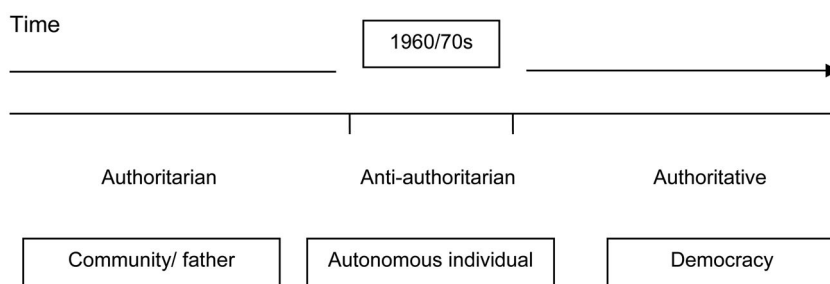 Time
1960/70s
Authoritarian
Anti-authoritarian
Authoritative
Community/ father
Autonomous individual
Democracy